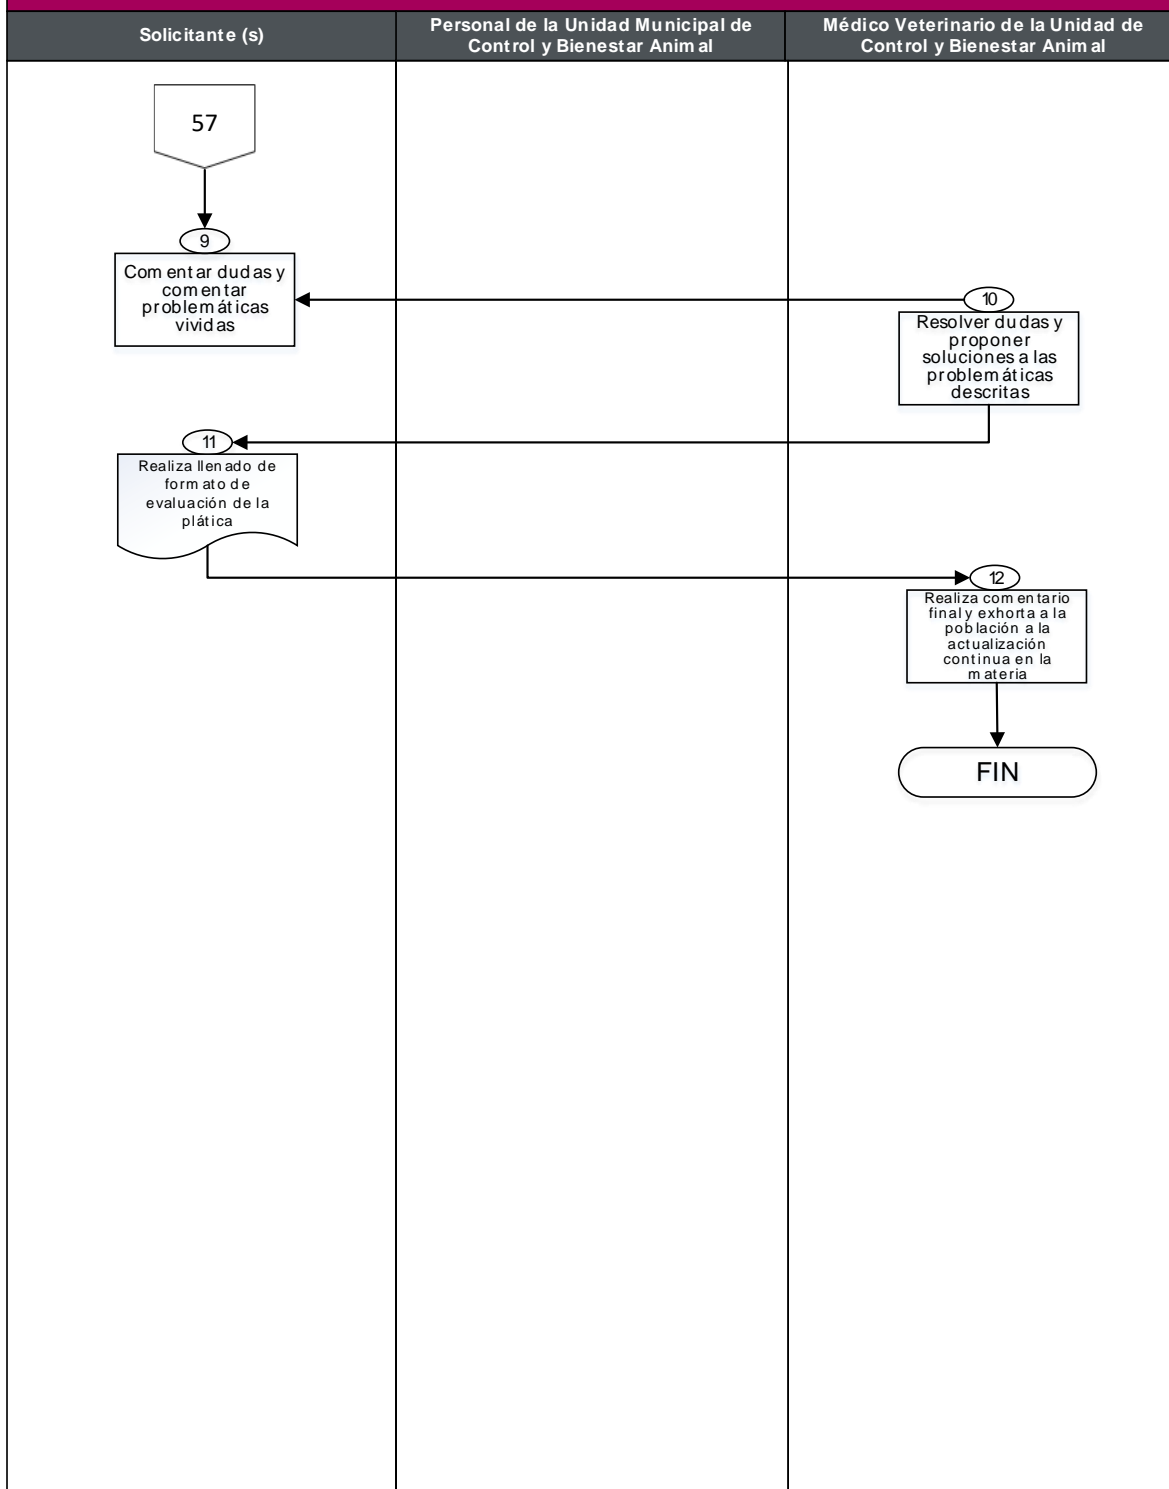 Solicitante (s)
Personal de la Unidad Municipal de
Control y Bienestar Animal
Médico Veterinario de la Unidad de
Control y Bienestar Animal
57
9
Comentar dudas y
comentar
problemáticas
vividas
10
Resolver dudas y
proponer
soluciones a las
problemáticas
descritas
11
Realiza llenado de
formato de
evaluación de la
plática
12
Realiza comentario
final y exhorta a la
población a la
actualización
continua en la
materia
FIN